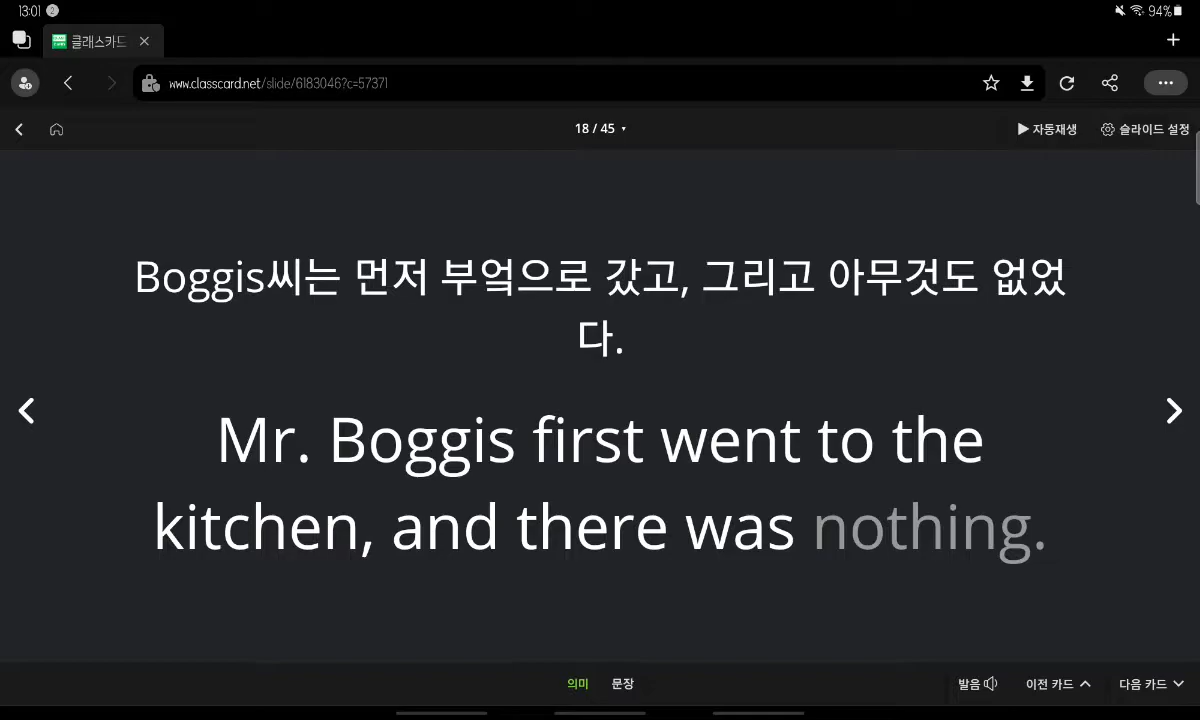 13:01 2 94%
클래스카드
www.classcard.net/slide/6183046?c=57371
18 / 45 자동재생 슬라이드 설정
Boggis씨는 먼저 부엌으로 갔고, 그리고 아무것도 없었
다.
Mr. Boggis first went to the
kitchen, and there was nothing.
의미 문장 발음 이전 카드 다음 카드